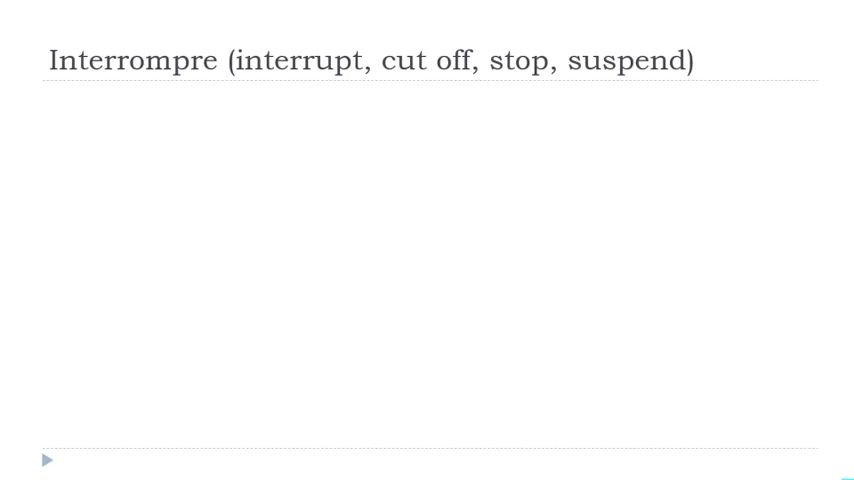 Interrompre (interrupt, cut off, stop, suspend)